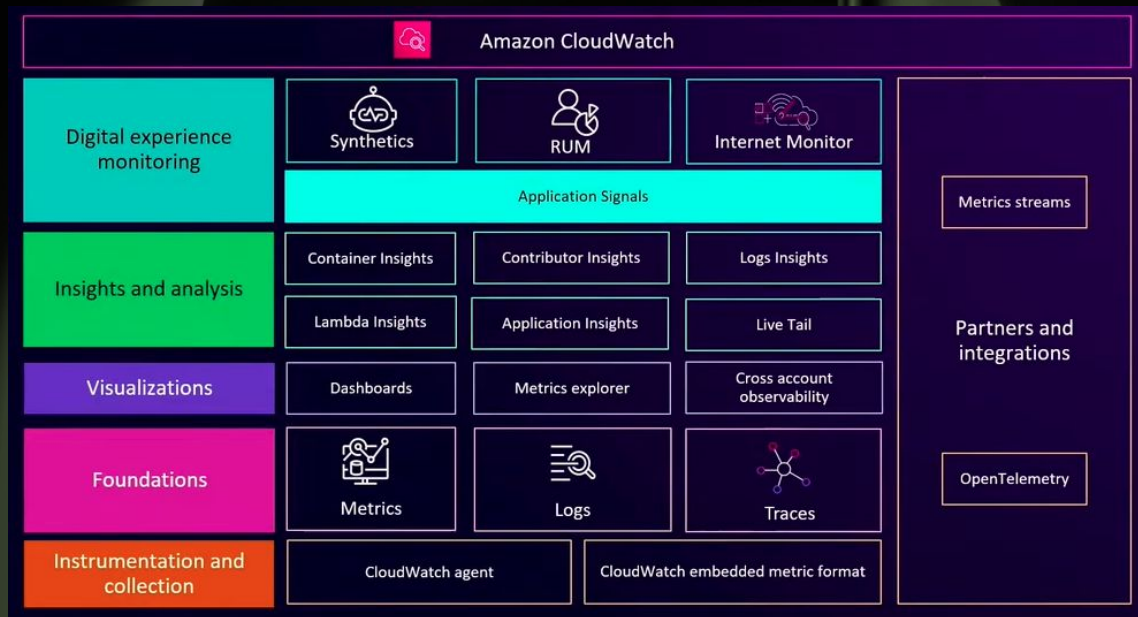 Amazon CloudWatch
Digital experience
monitoring
Synthetics
RUM
Internet Monitor
Application Signals
Insights and analysis
Container Insights
Contributor Insights
Logs Insights
Lambda Insights
Application Insights
Live Tail
Visualizations
Dashboards
Metrics explorer
Cross account
observability
Foundations
Metrics
Logs
Traces
Instrumentation and
collection
CloudWatch agent
CloudWatch embedded metric format
Metrics streams
Partners and
integrations
OpenTelemetry